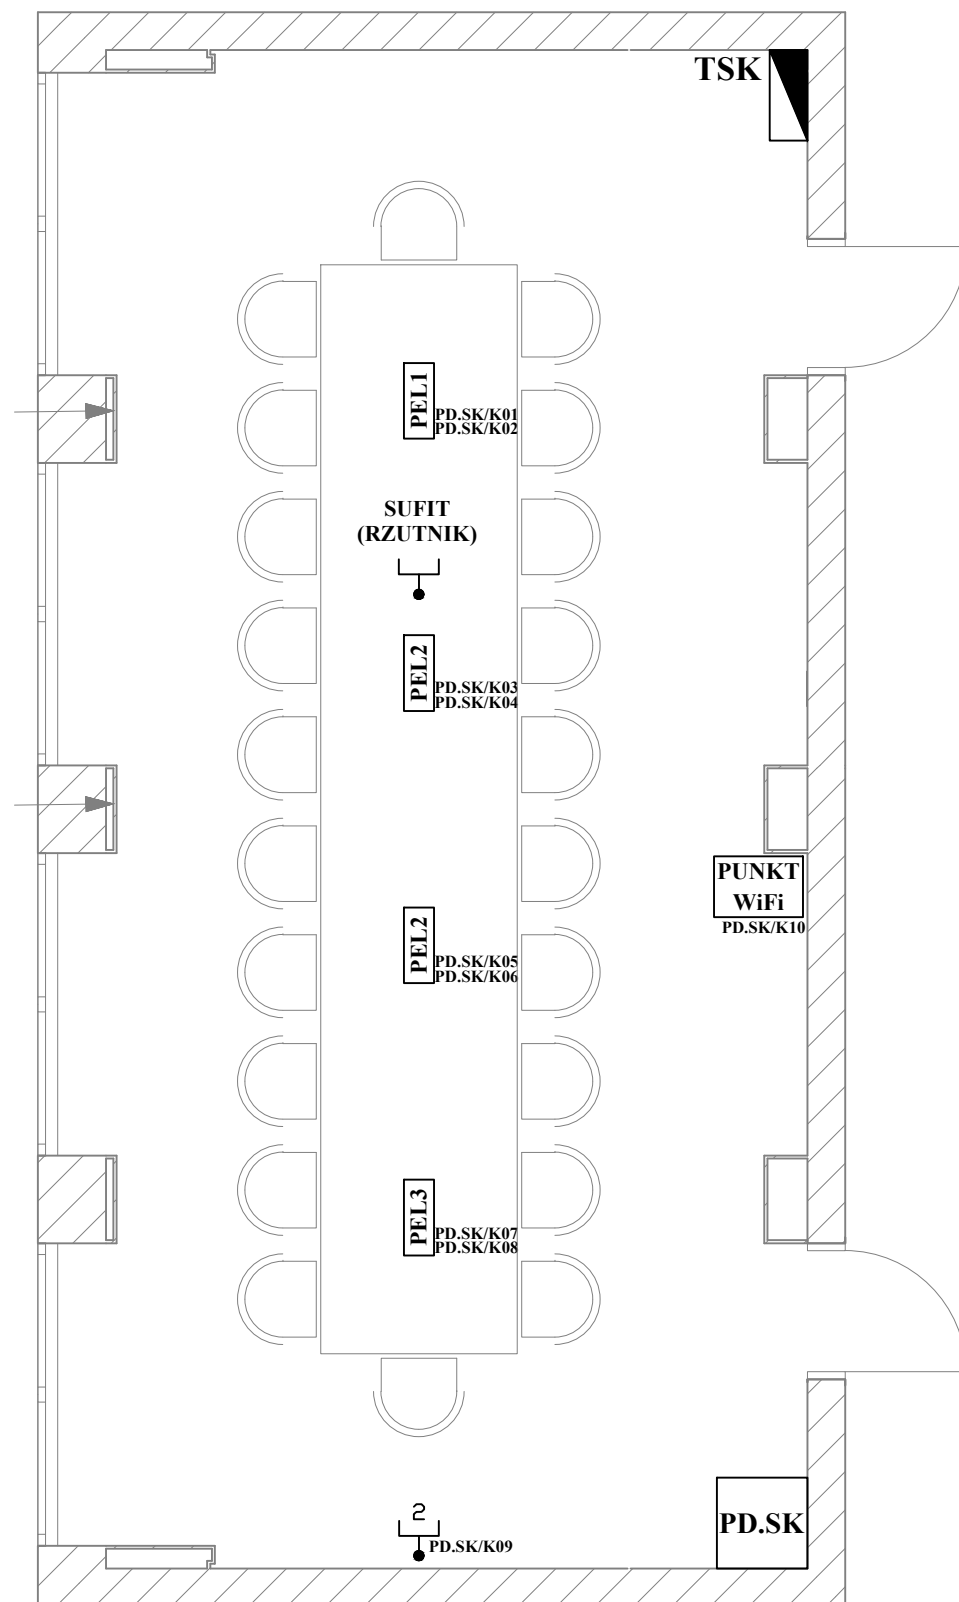 TSK
PEL1
PD.SK/K01
PD.SK/K02
SUFIT
(RZUTNIK)
PEL2
PD.SK/K03
PD.SK/K04
PUNKT
WiFi
PD.SK/K10
PEL2
PD.SK/K05
PD.SK/K06
PEL3
PD.SK/K07
PD.SK/K08
2
PD.SK/K09
PD.SK